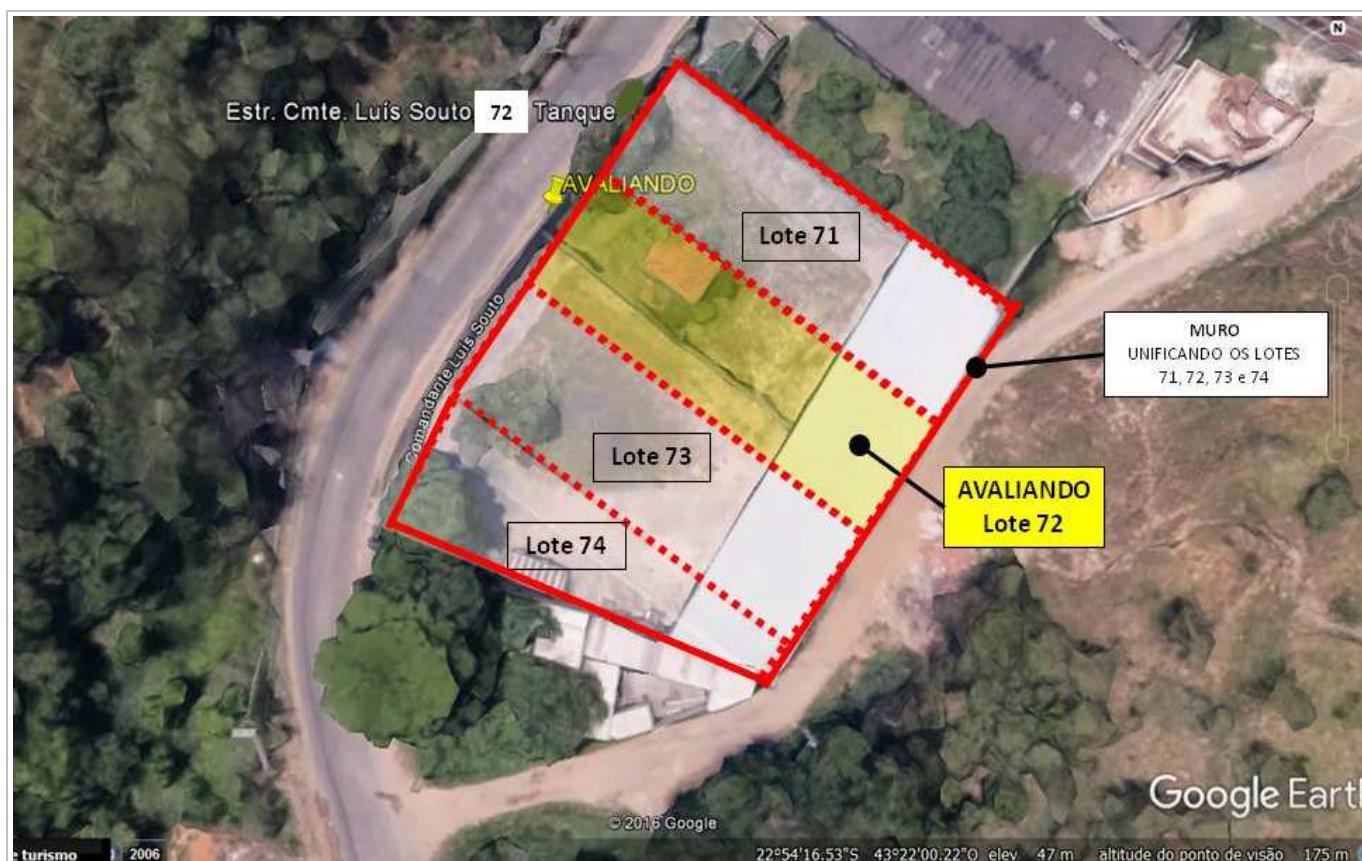 N
Estr. Cmte. Luís Souto 72 Tanque
AVALIANDO
Lote 71
Comandante Luís Souto
MURO
UNIFICANDO OS LOTES
71, 72, 73 e 74
Lote 73
AVALIANDO
Lote 72
Lote 74
Google Earth
© 2016 Google
e turismo 2006 22°54'16.53"S 43°22'00.22"O elev 47 m altitude do ponto de visão 175 m